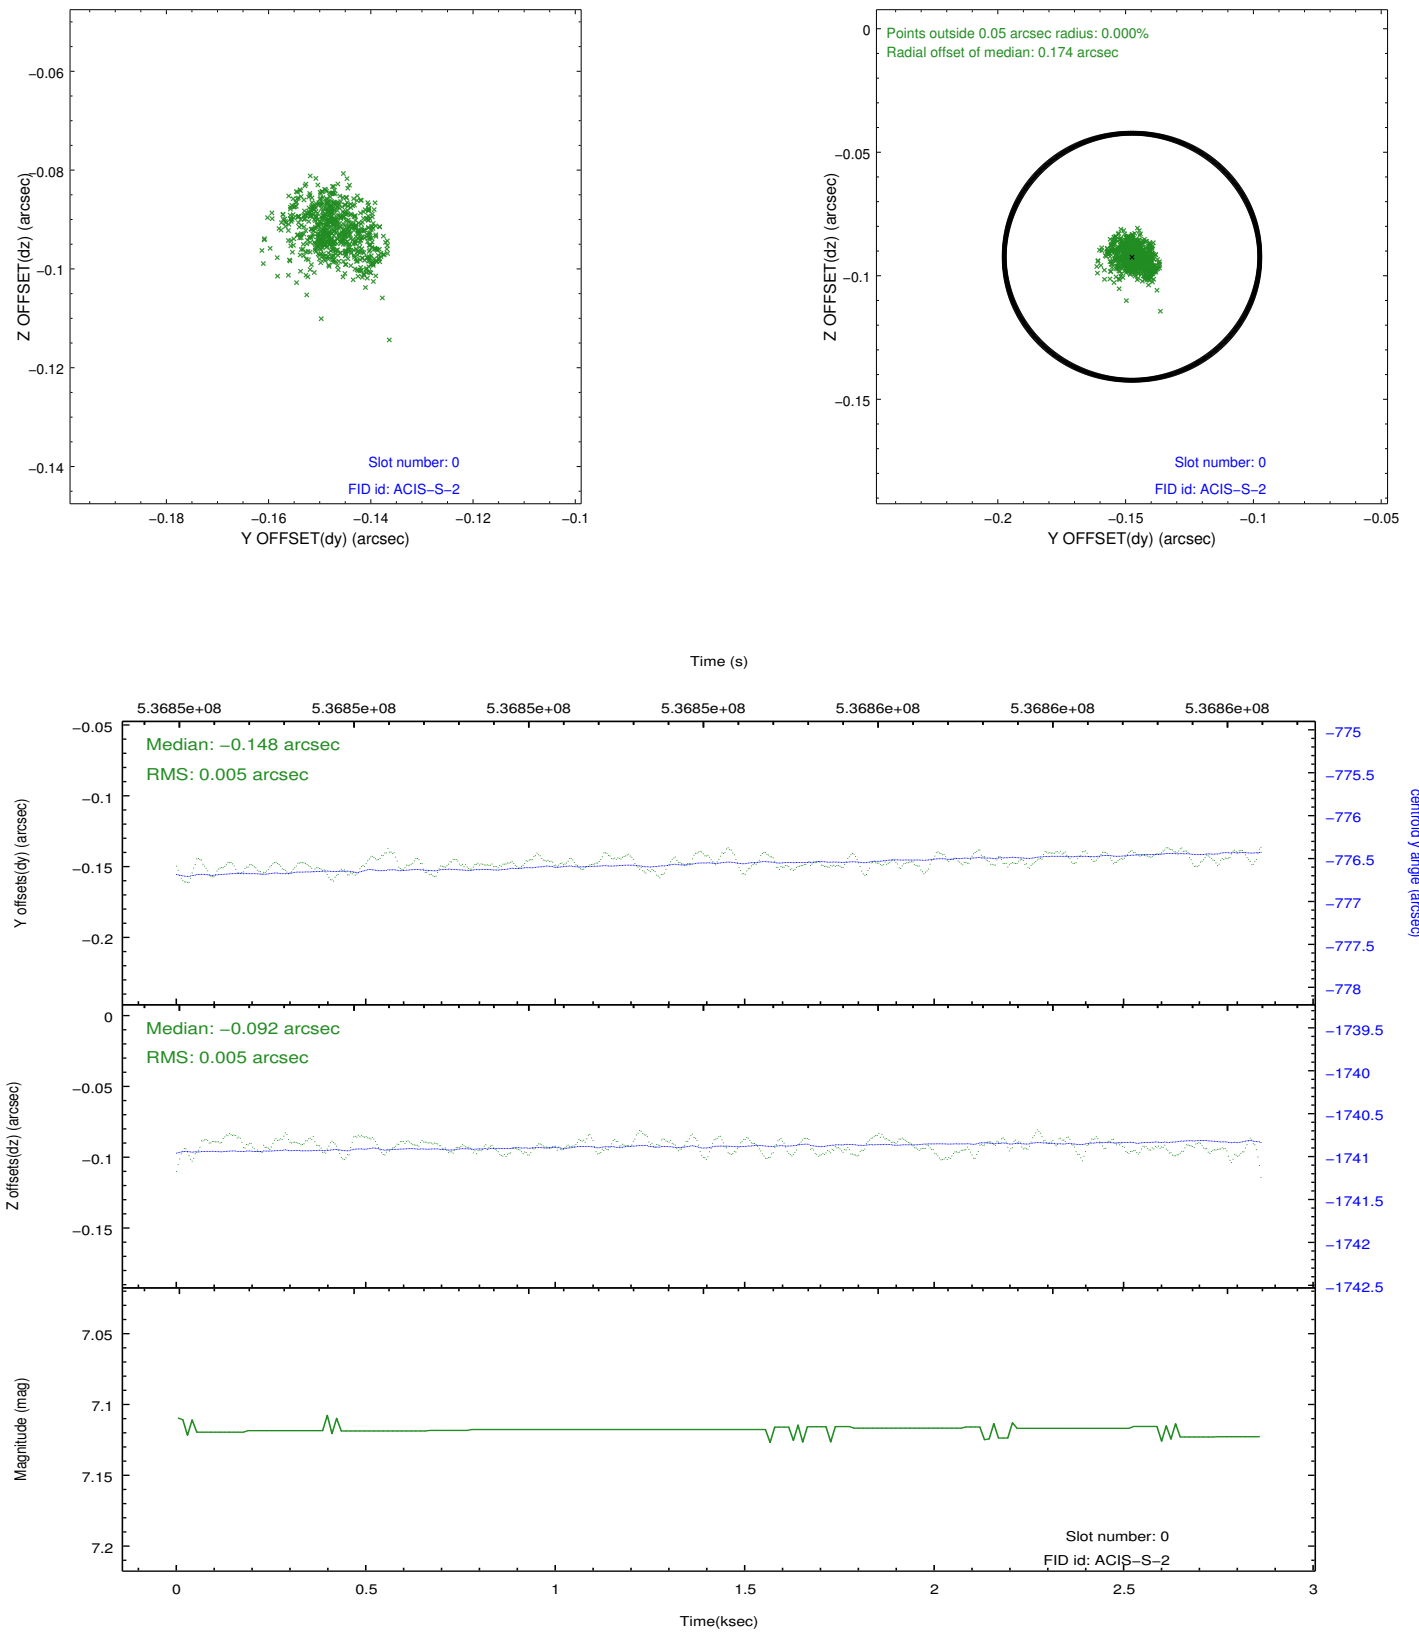 −0.06
−0.08
−0.1
−0.12
−0.14
Z OFFSET(dz) (arcsec)
Slot number: 0
FID id: ACIS−S−2
−0.18
−0.16
−0.14
−0.12
−0.1
Y OFFSET(dy) (arcsec)
Points outside 0.05 arcsec radius: 0.000%
Radial offset of median: 0.174 arcsec
0
−0.05
−0.1
−0.15
Z OFFSET(dz) (arcsec)
Slot number: 0
FID id: ACIS−S−2
−0.2
−0.15
−0.1
−0.05
Y OFFSET(dy) (arcsec)
Time (s)
5.3685e+08
5.3685e+08
5.3685e+08
5.3685e+08
5.3686e+08
5.3686e+08
5.3686e+08
Median: −0.148 arcsec
RMS: 0.005 arcsec
−0.05
−0.1
−0.15
−0.2
Y offsets(dy) (arcsec)
−775
−775.5
−776
−776.5
−777
−777.5
−778
centroid y angle (arcsec)
Median: −0.092 arcsec
RMS: 0.005 arcsec
0
−0.05
−0.1
−0.15
Z offsets(dz) (arcsec)
−1739.5
−1740
−1740.5
−1741
−1741.5
−1742
−1742.5
7.05
7.1
7.15
7.2
Magnitude (mag)
Slot number: 0
FID id: ACIS−S−2
0
0.5
1
1.5
2
2.5
3
Time(ksec)